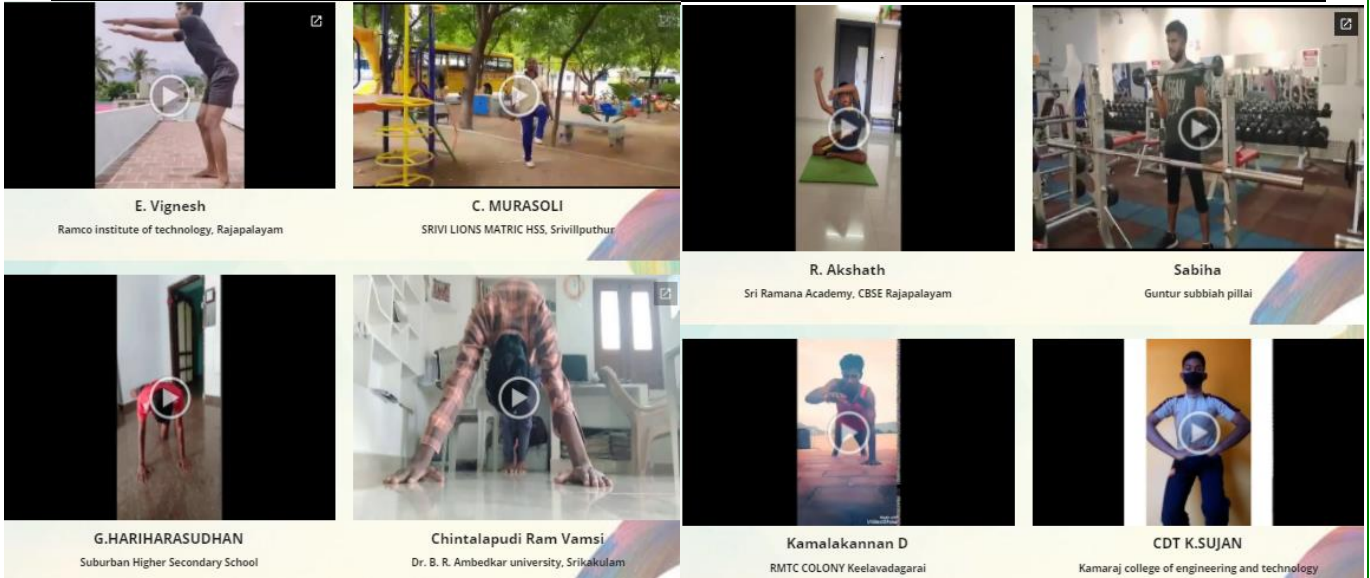 E. Vignesh
Ramco institute of technology, Rajapalayam
C. MURASOLI
SRIVI LIONS MATRIC HSS, Srivillputhur
R. Akshath
Sri Ramana Academy, CBSE Rajapalayam
Sabiha
Guntur subbiah pillai
G.HARIHARASUDHAN
Suburban Higher Secondary School
Chintalapudi Ram Vamsi
Dr. B. R. Ambedkar university, Srikakulam
Kamalakannan D
RMTC COLONY Keelavadagarai
CDT K.SUJAN
Kamaraj college of engineering and technology